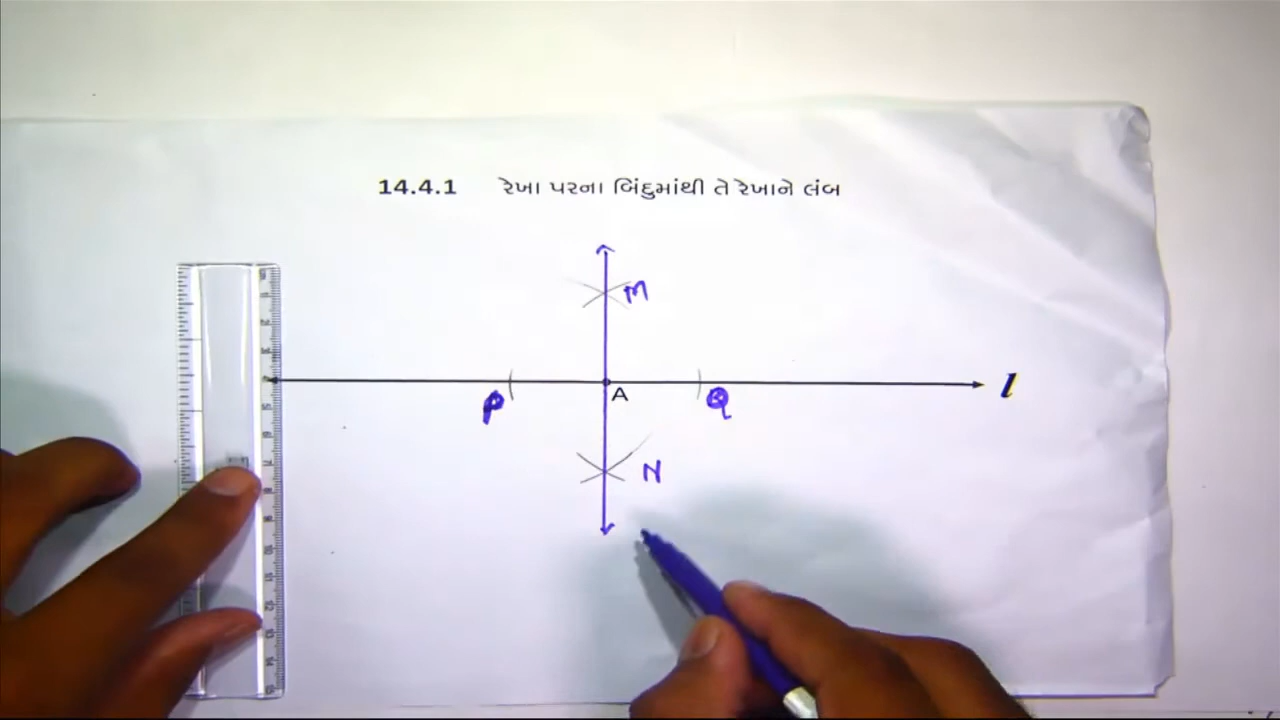 14.4.1 રેખા પરના બિંદુમાંથી તે રેખાને લંબ
M
l
A
P
Q
N